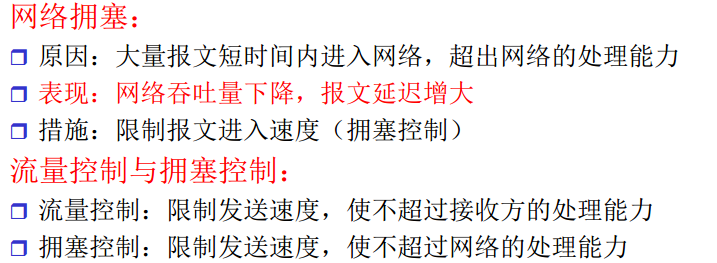 网络拥塞：
原因：大量报文短时间内进入网络，超出网络的处理能力
表现：网络吞吐量下降，报文延迟增大
措施：限制报文进入速度（拥塞控制）
流量控制与拥塞控制：
流量控制：限制发送速度，使不超过接收方的处理能力
拥塞控制：限制发送速度，使不超过网络的处理能力